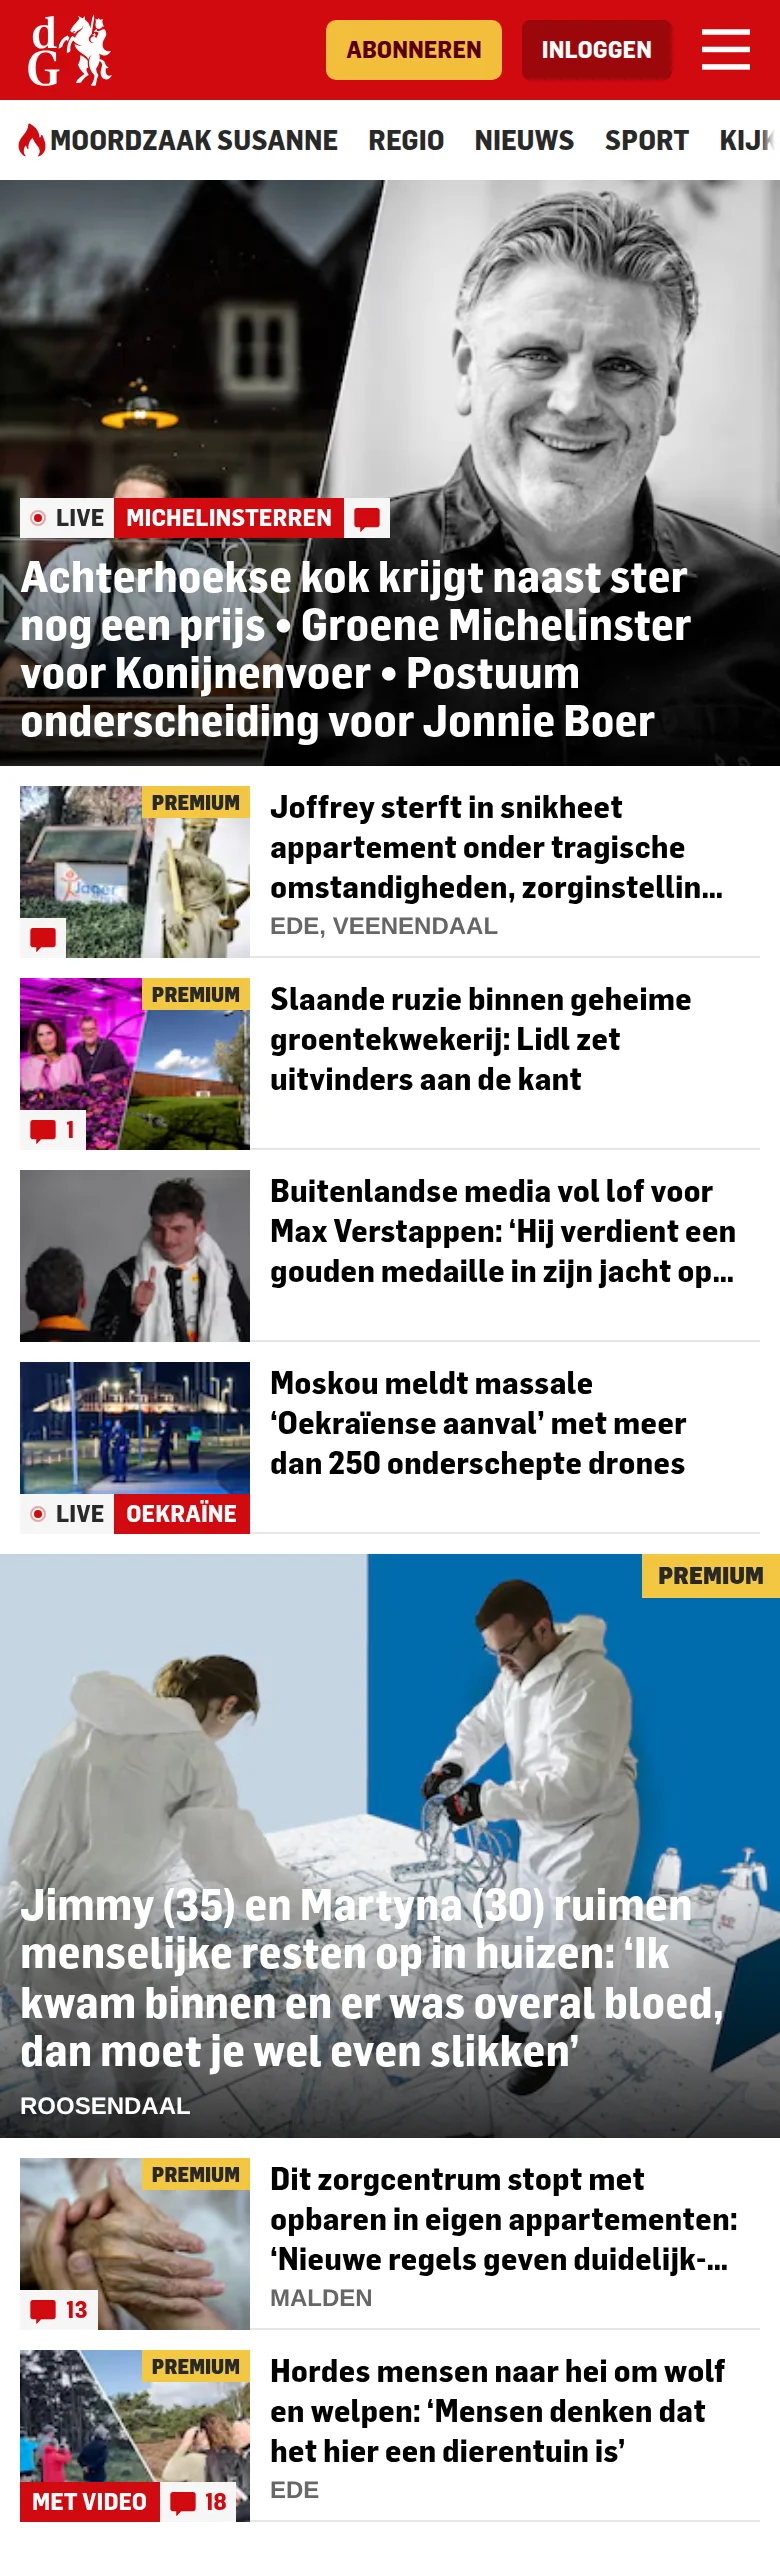 dG
ABONNEREN
INLOGGEN
MOORDZAAK SUSANNE
REGIO
NIEUWS
SPORT
LIVE
MICHELINSTERREN
Achterhoekse kok krijgt naast ster
nog een prijs • Groene Michelinster
voor Konijnenvoer • Postuum
onderscheiding voor Jonnie Boer
PREMIUM
Joffrey sterft in snikheet
appartement onder tragische
omstandigheden, zorginstellin...
EDE, VEENENDAAL
PREMIUM
1
Slaande ruzie binnen geheime
groentekwekerij: Lidl zet
uitvinders aan de kant
Buitenlandse media vol lof voor
Max Verstappen: ‘Hij verdient een
gouden medaille in zijn jacht op...
LIVE
OEKRAÏNE
Moskou meldt massale
‘Oekraïense aanval’ met meer
dan 250 onderschepte drones
PREMIUM
Jimmy (35) en Martyna (30) ruimen
menselijke resten op in huizen: ‘Ik
kwam binnen en er was overal bloed,
dan moet je wel even slikken’
ROOSENDAAL
PREMIUM
13
Dit zorgcentrum stopt met
opbaren in eigen appartementen:
‘Nieuwe regels geven duidelijk-...
MALDEN
PREMIUM
MET VIDEO
18
Hordes mensen naar hei om wolf
en welpen: ‘Mensen denken dat
het hier een dierentuin is’
EDE